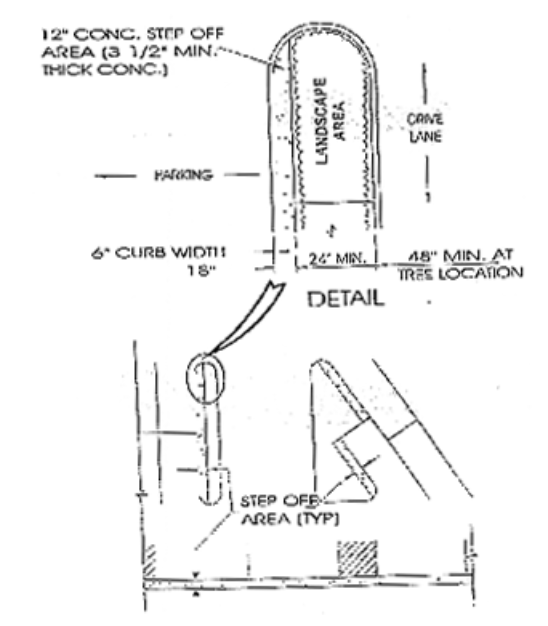 12" CONC. STEP OFF
AREA (3 1/2" MIN.
THICK CONC.)
LANDSCAPE
AREA
DRIVE
LANE
PARKING
6" CURB WIDTH
18"
24" MIN.
48" MIN. AT
TREE LOCATION
DETAIL
STEP OFF
AREA (TYP)